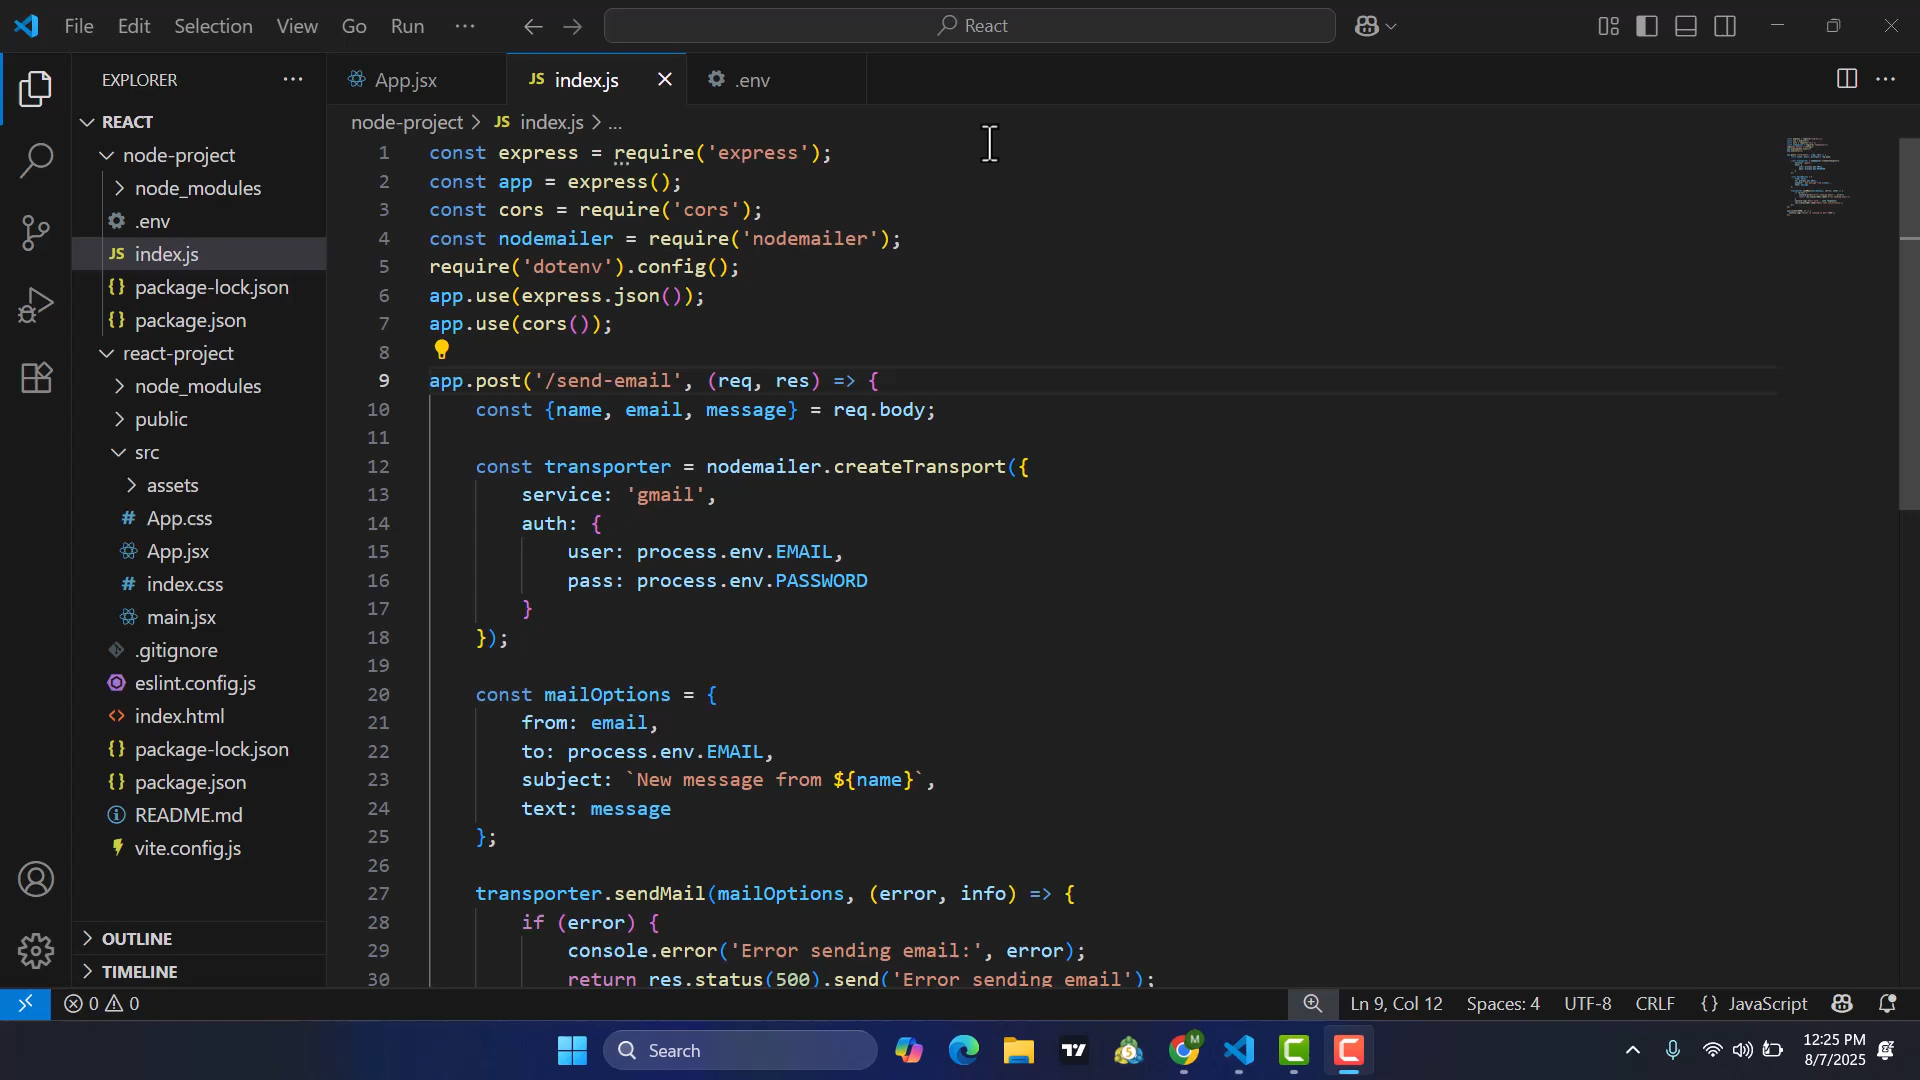 File Edit Selection View Go Run ··· React
EXPLORER
REACT
node-project
node_modules
.env
JS index.js
{} package-lock.json
{} package.json
react-project
node_modules
public
src
assets
# App.css
App.jsx
# index.css
main.jsx
.gitignore
eslint.config.js
<> index.html
{} package-lock.json
{} package.json
README.md
vite.config.js
OUTLINE
TIMELINE
App.jsx JS index.js .env
node-project > JS index.js > ...
1 const express = require('express');
2 const app = express();
3 const cors = require('cors');
4 const nodemailer = require('nodemailer');
5 require('dotenv').config();
6 app.use(express.json());
7 app.use(cors());
8
9 app.post('/send-email', (req, res) => {
10 const {name, email, message} = req.body;
11
12 const transporter = nodemailer.createTransport({
13 service: 'gmail',
14 auth: {
15 user: process.env.EMAIL,
16 pass: process.env.PASSWORD
17 }
18 });
19
20 const mailOptions = {
21 from: email,
22 to: process.env.EMAIL,
23 subject: `New message from ${name}`,
24 text: message
25 };
26
27 transporter.sendMail(mailOptions, (error, info) => {
28 if (error) {
29 console.error('Error sending email:', error);
30 return res.status(500).send('Error sending email');
0 0 Ln 9, Col 12 Spaces: 4 UTF-8 CRLF {} JavaScript
Search
12:25 PM
8/7/2025